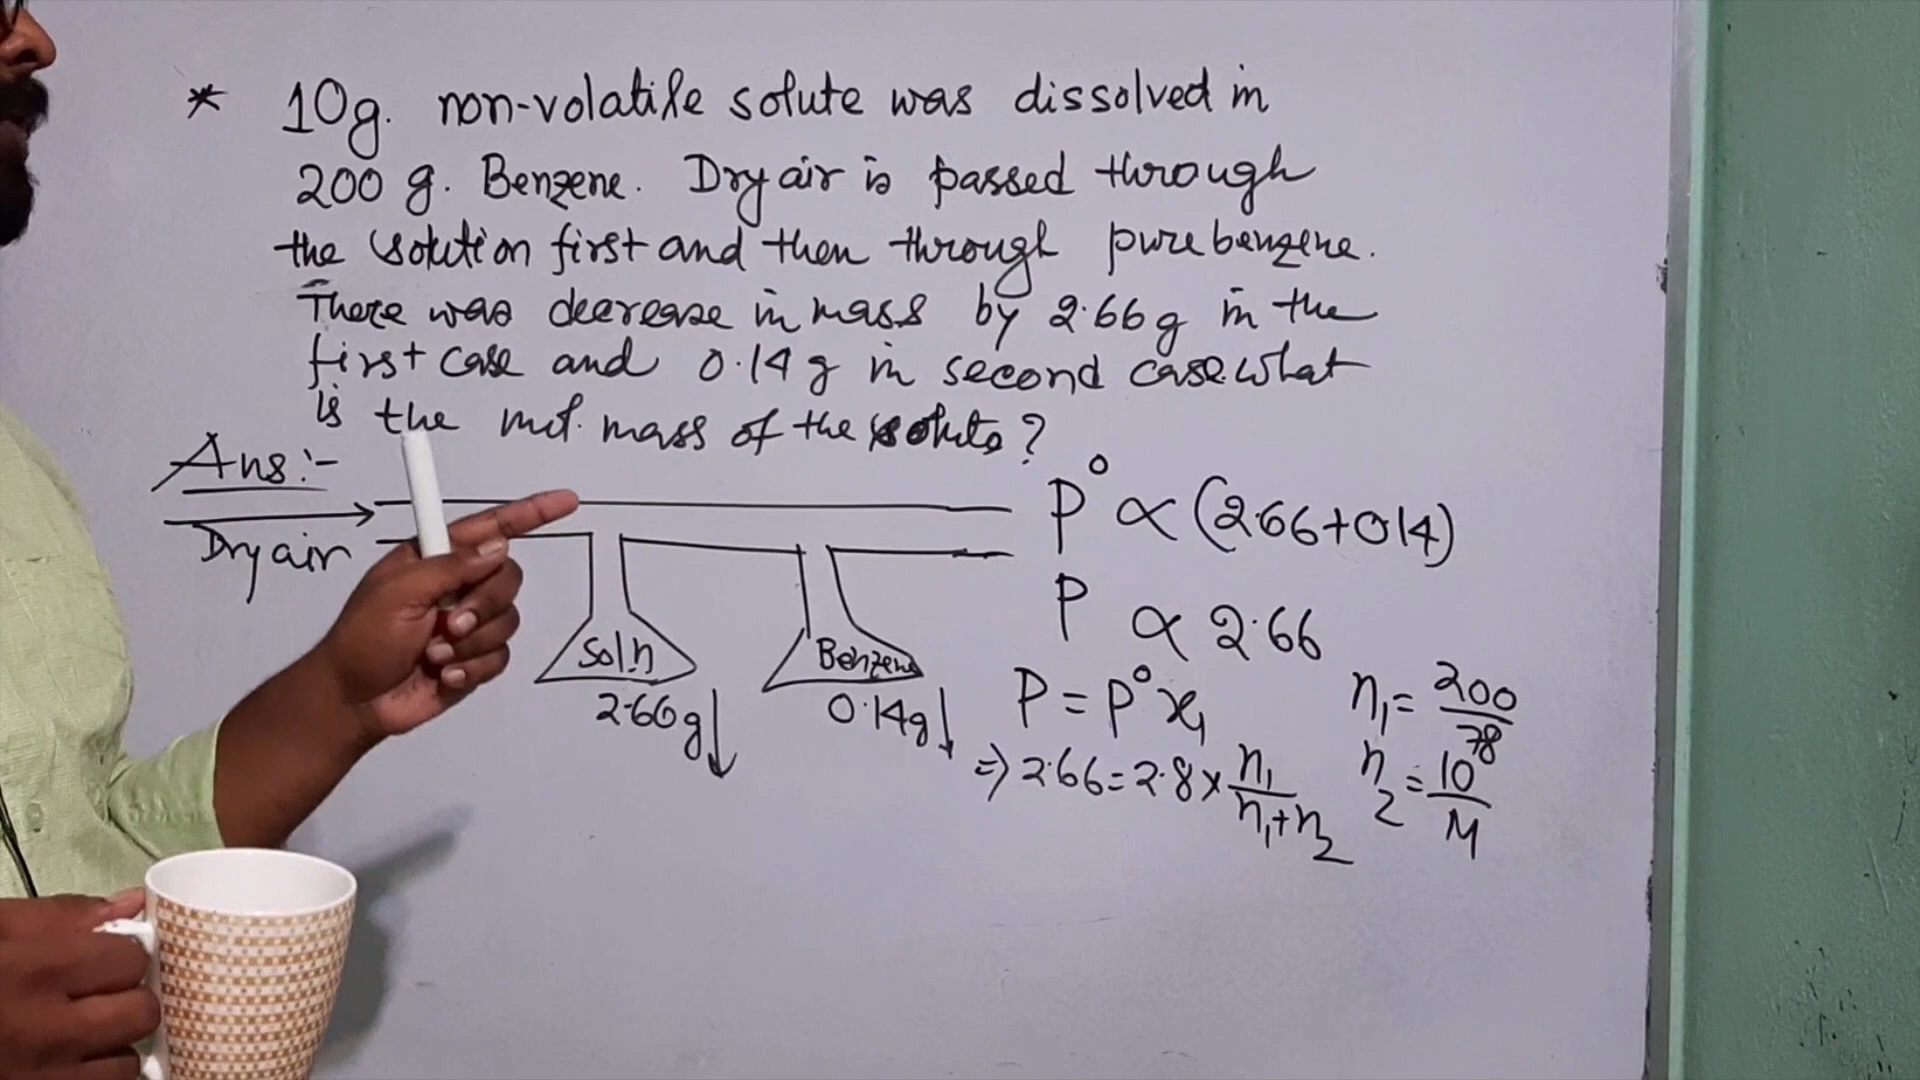 * 10g. non-volatile solute was dissolved in
200 g. Benzene. Dry air is passed through
the solution first and then through pure benzene.
There was decrease in mass by 2.66 g in the
first case and 0.14 g in second case. what
is the mol. mass of the solute?
Ans:-
Dry air
Soln
2.66g↓
Benzene
0.14g↓
P° ∝ (2.66+0.14)
P ∝ 2.66
P = P° x₁
⇒ 2.66 = 2.8 × n₁/(n₁+n₂)
n₁ = 200/78
n₂ = 10/M